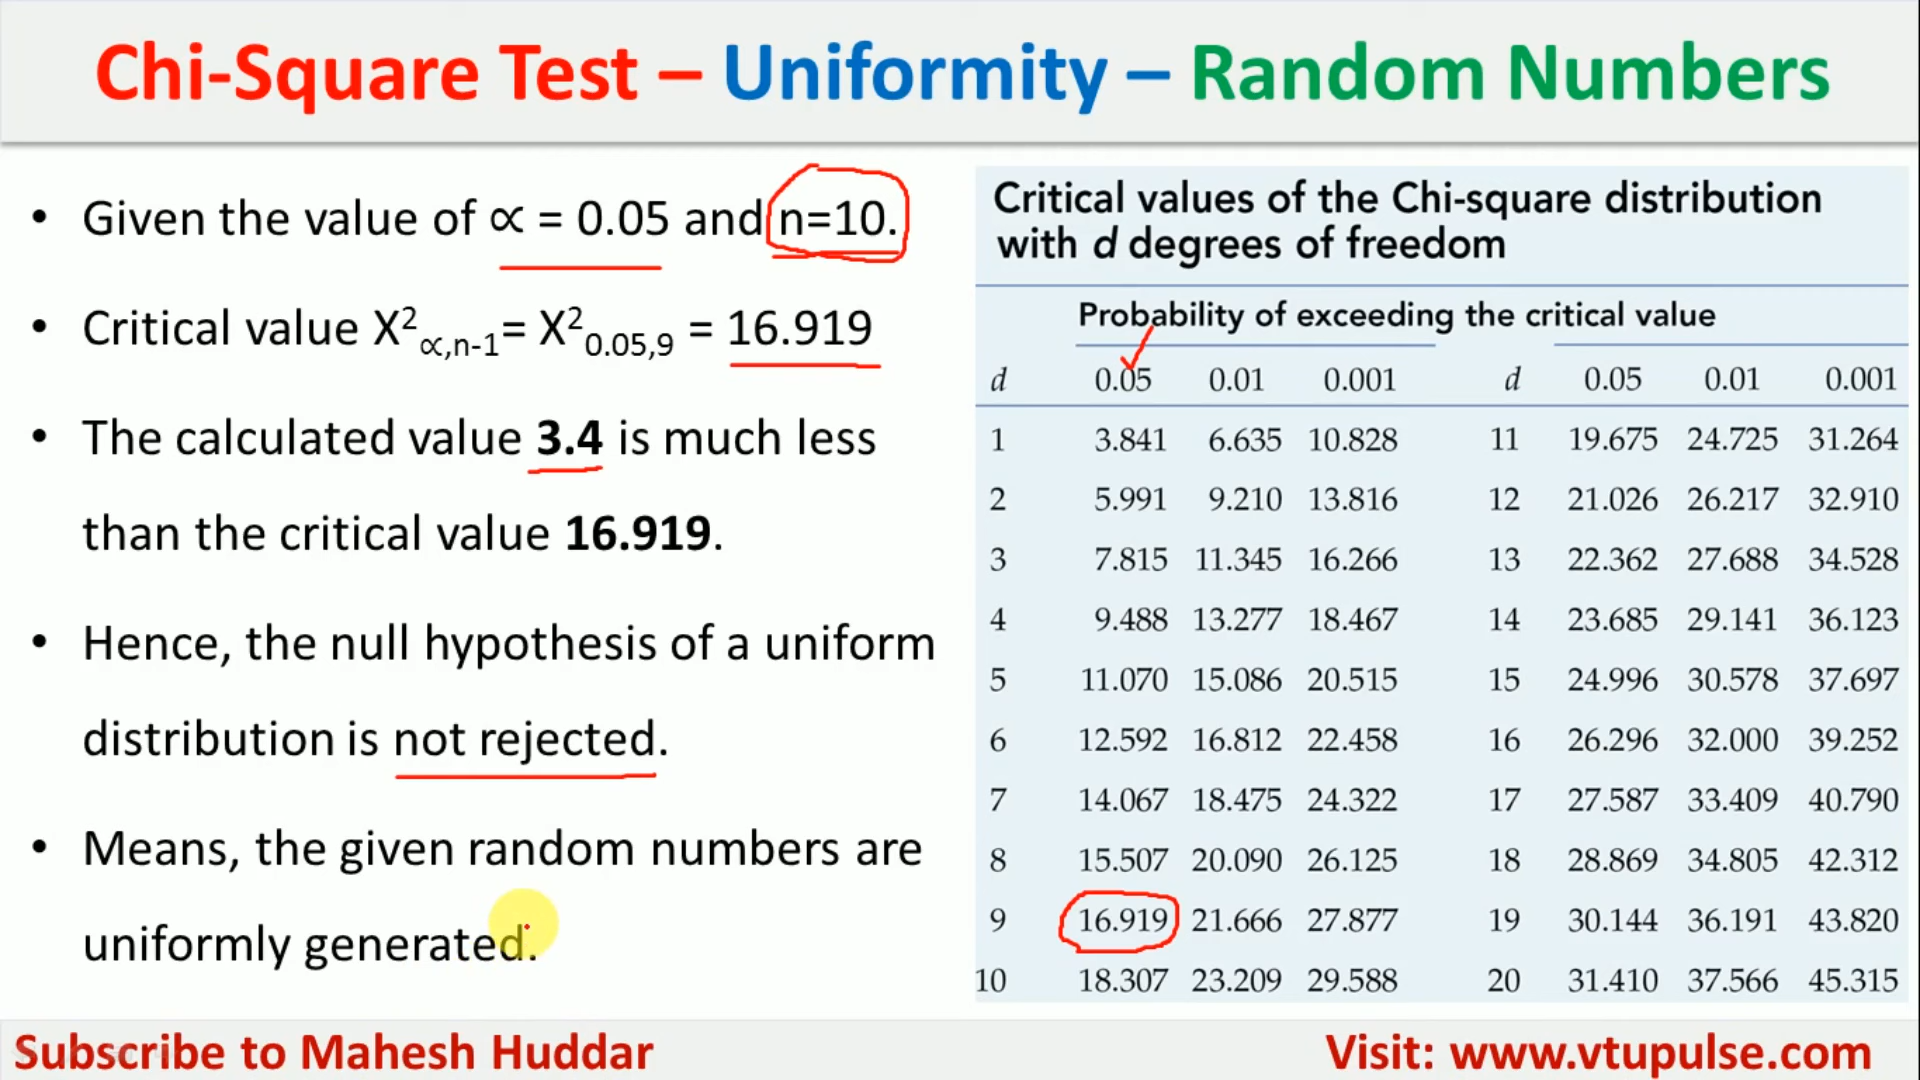 Chi-Square Test – Uniformity – Random Numbers
• Given the value of ∝ = 0.05 and n=10.
• Critical value X²∝,n-1= X²0.05,9 = 16.919
• The calculated value 3.4 is much less
than the critical value 16.919.
• Hence, the null hypothesis of a uniform
distribution is not rejected.
• Means, the given random numbers are
uniformly generated.
Critical values of the Chi-square distribution
with d degrees of freedom
Probability of exceeding the critical value
d 0.05 0.01 0.001 d 0.05 0.01 0.001
1 3.841 6.635 10.828 11 19.675 24.725 31.264
2 5.991 9.210 13.816 12 21.026 26.217 32.910
3 7.815 11.345 16.266 13 22.362 27.688 34.528
4 9.488 13.277 18.467 14 23.685 29.141 36.123
5 11.070 15.086 20.515 15 24.996 30.578 37.697
6 12.592 16.812 22.458 16 26.296 32.000 39.252
7 14.067 18.475 24.322 17 27.587 33.409 40.790
8 15.507 20.090 26.125 18 28.869 34.805 42.312
9 16.919 21.666 27.877 19 30.144 36.191 43.820
10 18.307 23.209 29.588 20 31.410 37.566 45.315
Subscribe to Mahesh Huddar
Visit: www.vtupulse.com